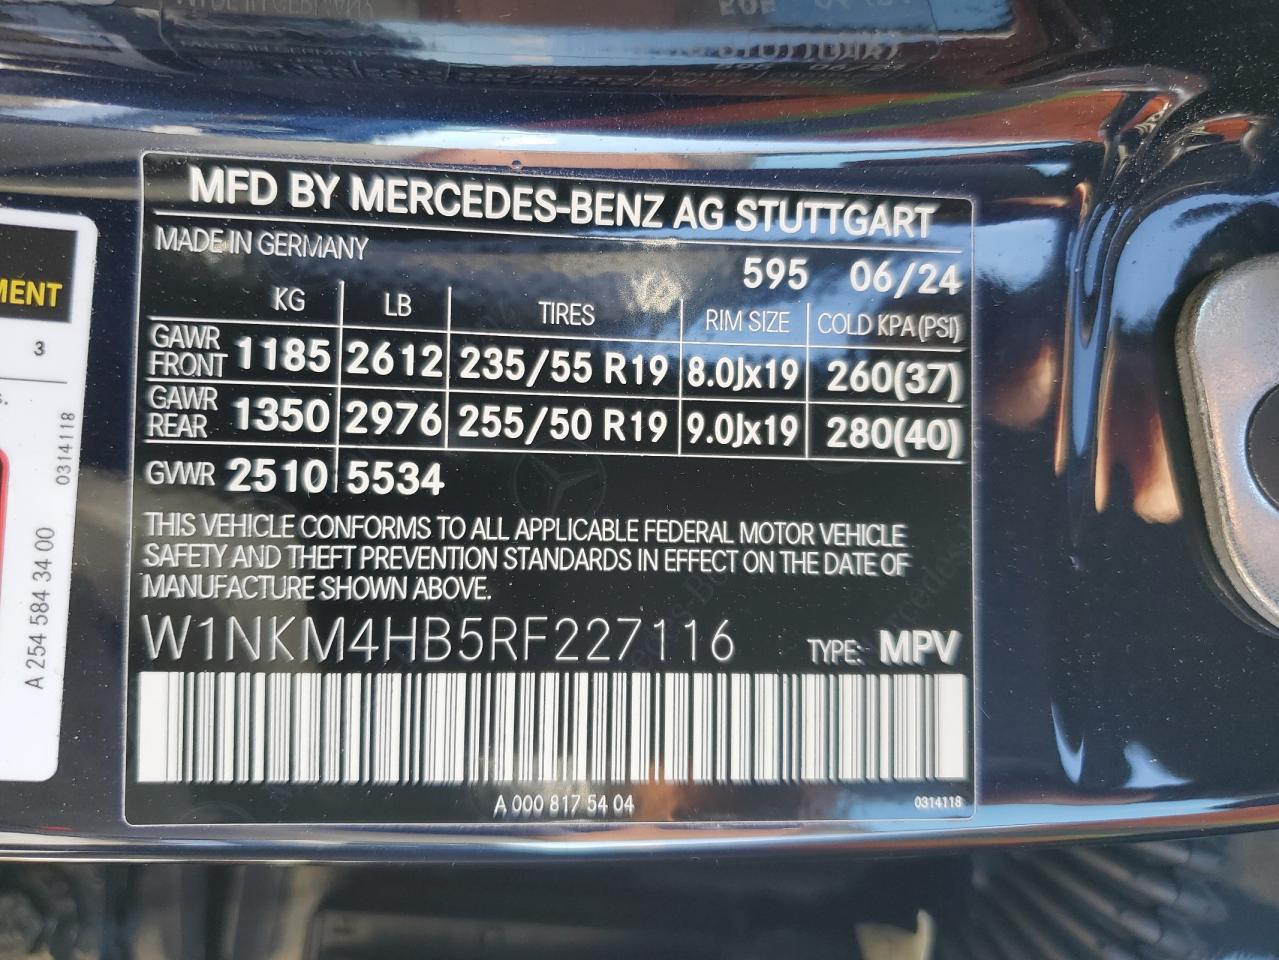 MFD BY MERCEDES-BENZ AG STUTTGART
MADE IN GERMANY
595 06/24
KG LB TIRES RIM SIZE COLD KPA(PSI)
GAWR FRONT 1185 2612 235/55 R19 8.0Jx19 260(37)
GAWR REAR 1350 2976 255/50 R19 9.0Jx19 280(40)
GVWR 2510 5534
THIS VEHICLE CONFORMS TO ALL APPLICABLE FEDERAL MOTOR VEHICLE
SAFETY AND THEFT PREVENTION STANDARDS IN EFFECT ON THE DATE OF
MANUFACTURE SHOWN ABOVE.
W1NKM4HB5RF227116 TYPE: MPV
A 000 817 54 04 0314118
MENT
3
s.
0314118
A 254 584 34 00